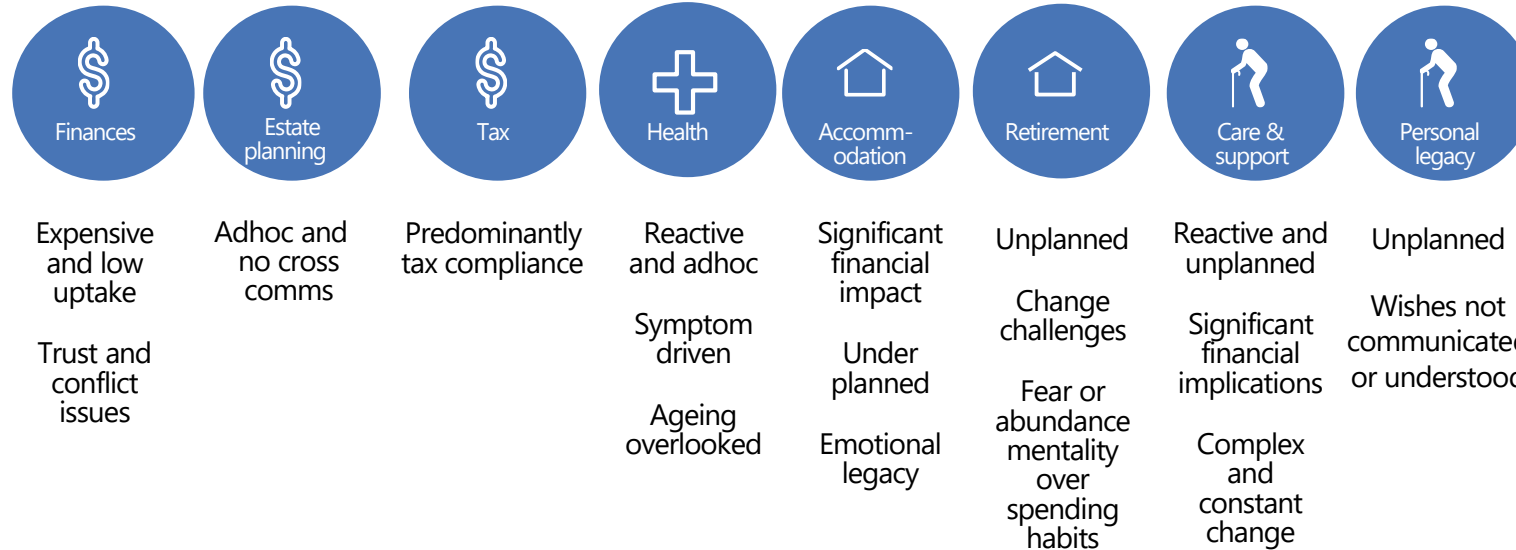 Finances
Expensive
and low
uptake
Trust and
conflict
issues
Estate
planning
Adhoc and
no cross
comms
Tax
Predominantly
tax compliance
Health
Reactive
and adhoc
Symptom
driven
Ageing
overlooked
Accomm-
odation
Significant
financial
impact
Under
planned
Emotional
legacy
Retirement
Unplanned
Change
challenges
Fear or
abundance
mentality
over
spending
habits
Care &
support
Reactive and
unplanned
Significant
financial
implications
Complex
and
constant
change
Personal
legacy
Unplanned
Wishes not
communicated
or understood